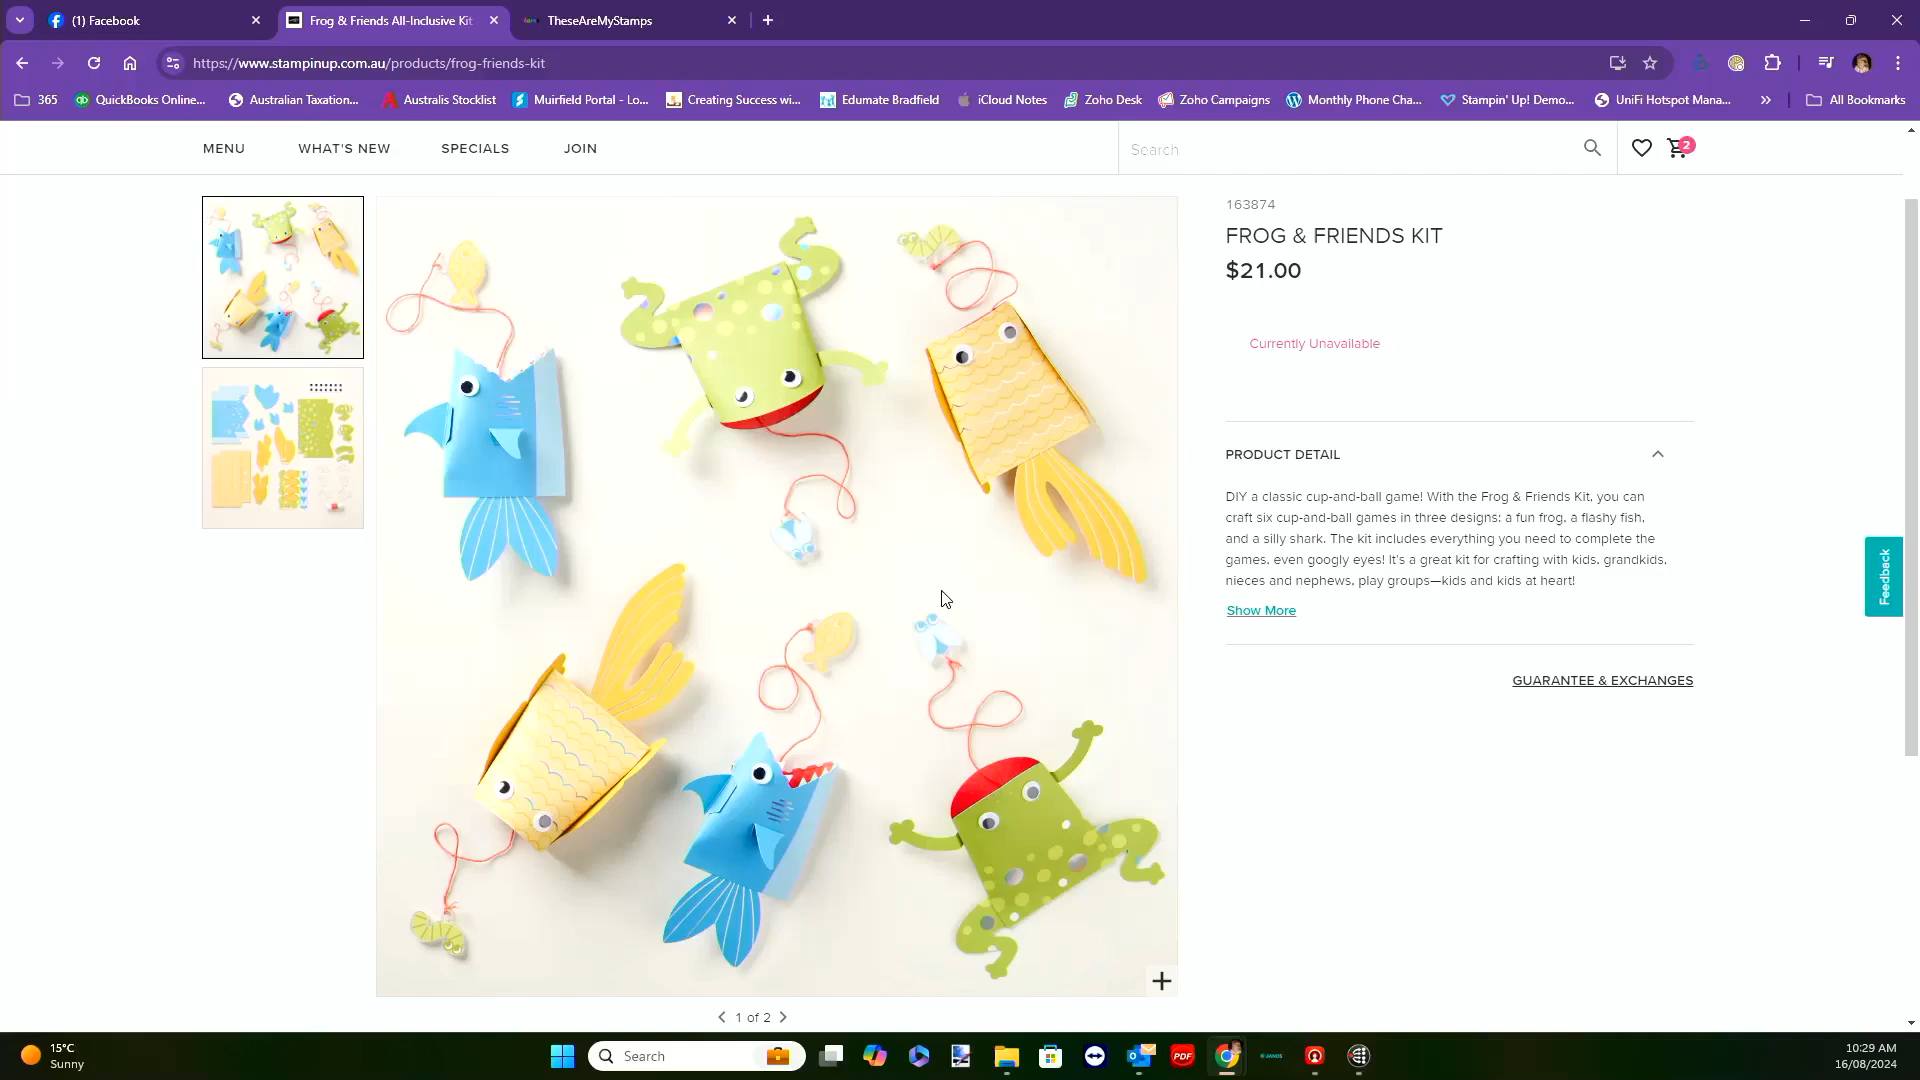 (1) Facebook
Frog & Friends All-Inclusive Kit
TheseAreMyStamps
https://www.stampinup.com.au/products/frog-friends-kit
365
QuickBooks Online...
Australian Taxation...
Australis Stocklist
Muirfield Portal - Lo...
Creating Success wi...
Edumate Bradfield
iCloud Notes
Zoho Desk
Zoho Campaigns
Monthly Phone Cha...
Stampin' Up! Demo...
UniFi Hotspot Mana...
All Bookmarks
MENU
WHAT'S NEW
SPECIALS
JOIN
Search
2
163874
FROG & FRIENDS KIT
$21.00
Currently Unavailable
PRODUCT DETAIL
DIY a classic cup-and-ball game! With the Frog & Friends Kit, you can
craft six cup-and-ball games in three designs: a fun frog, a flashy fish,
and a silly shark. The kit includes everything you need to complete the
games, even googly eyes! It's a great kit for crafting with kids, grandkids,
nieces and nephews, play groups—kids and kids at heart!
Show More
GUARANTEE & EXCHANGES
Feedback
1 of 2
15°C
Sunny
Search
PDF
10:29 AM
16/08/2024